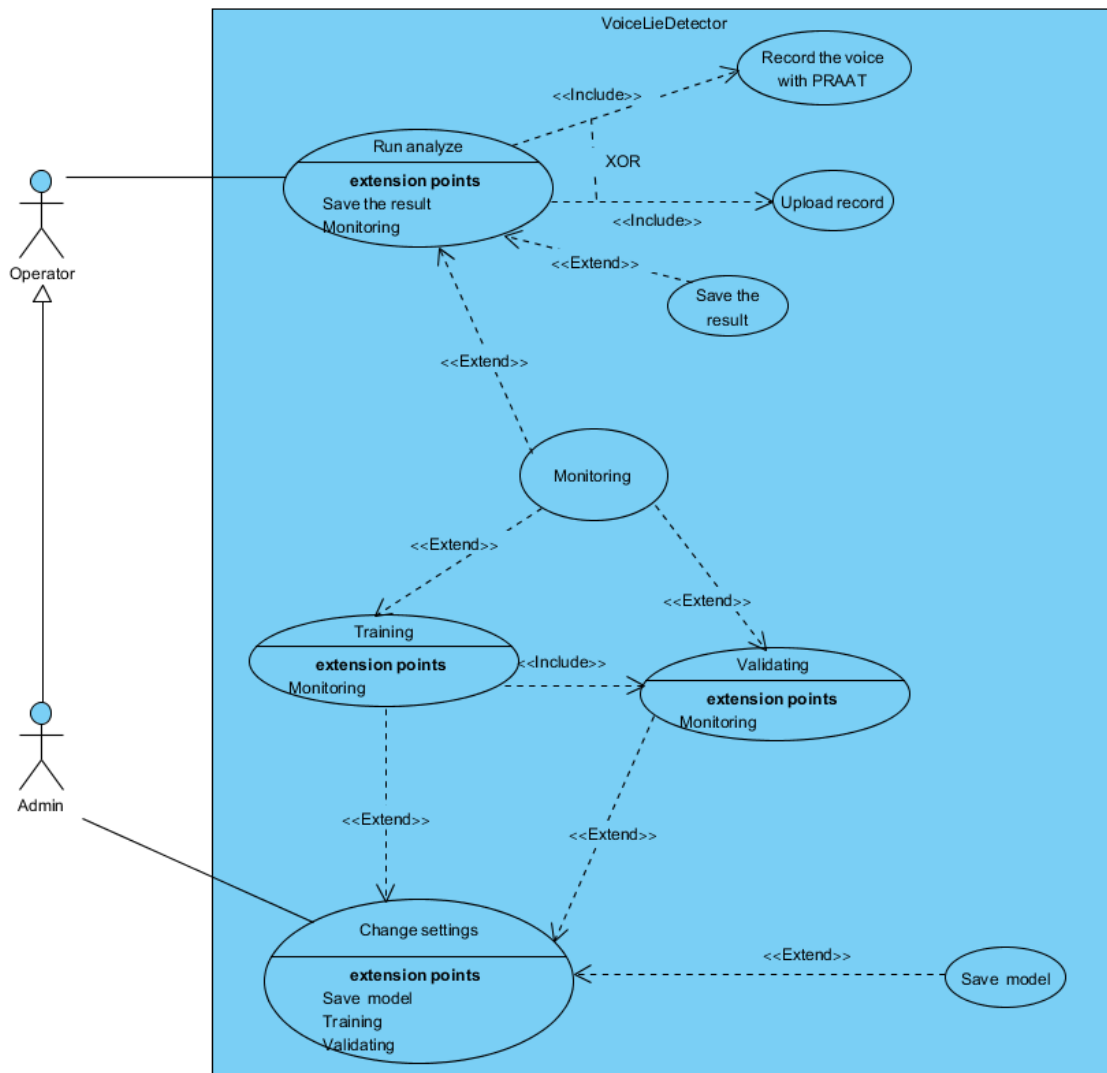 VoiceLieDetector
Record the voice
with PRAAT
<<Include>>
Run analyze
XOR
extension points
Save the result
Monitoring
Upload record
<<Include>>
<<Extend>>
Operator
Save the
result
<<Extend>>
Monitoring
<<Extend>>
<<Extend>>
Training
extension points
Monitoring
<<Include>>
Validating
extension points
Monitoring
Admin
<<Extend>>
<<Extend>>
Change settings
extension points
Save model
Training
Validating
<<Extend>>
Save model